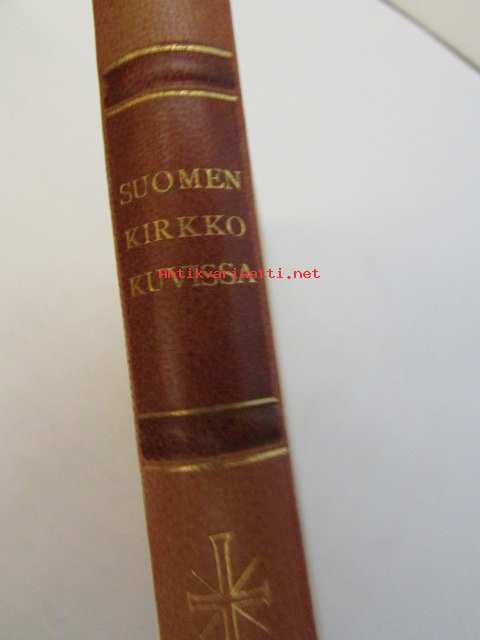 SUOMEN
KIRKKO
KUVISSA
Antikvariaatti.net